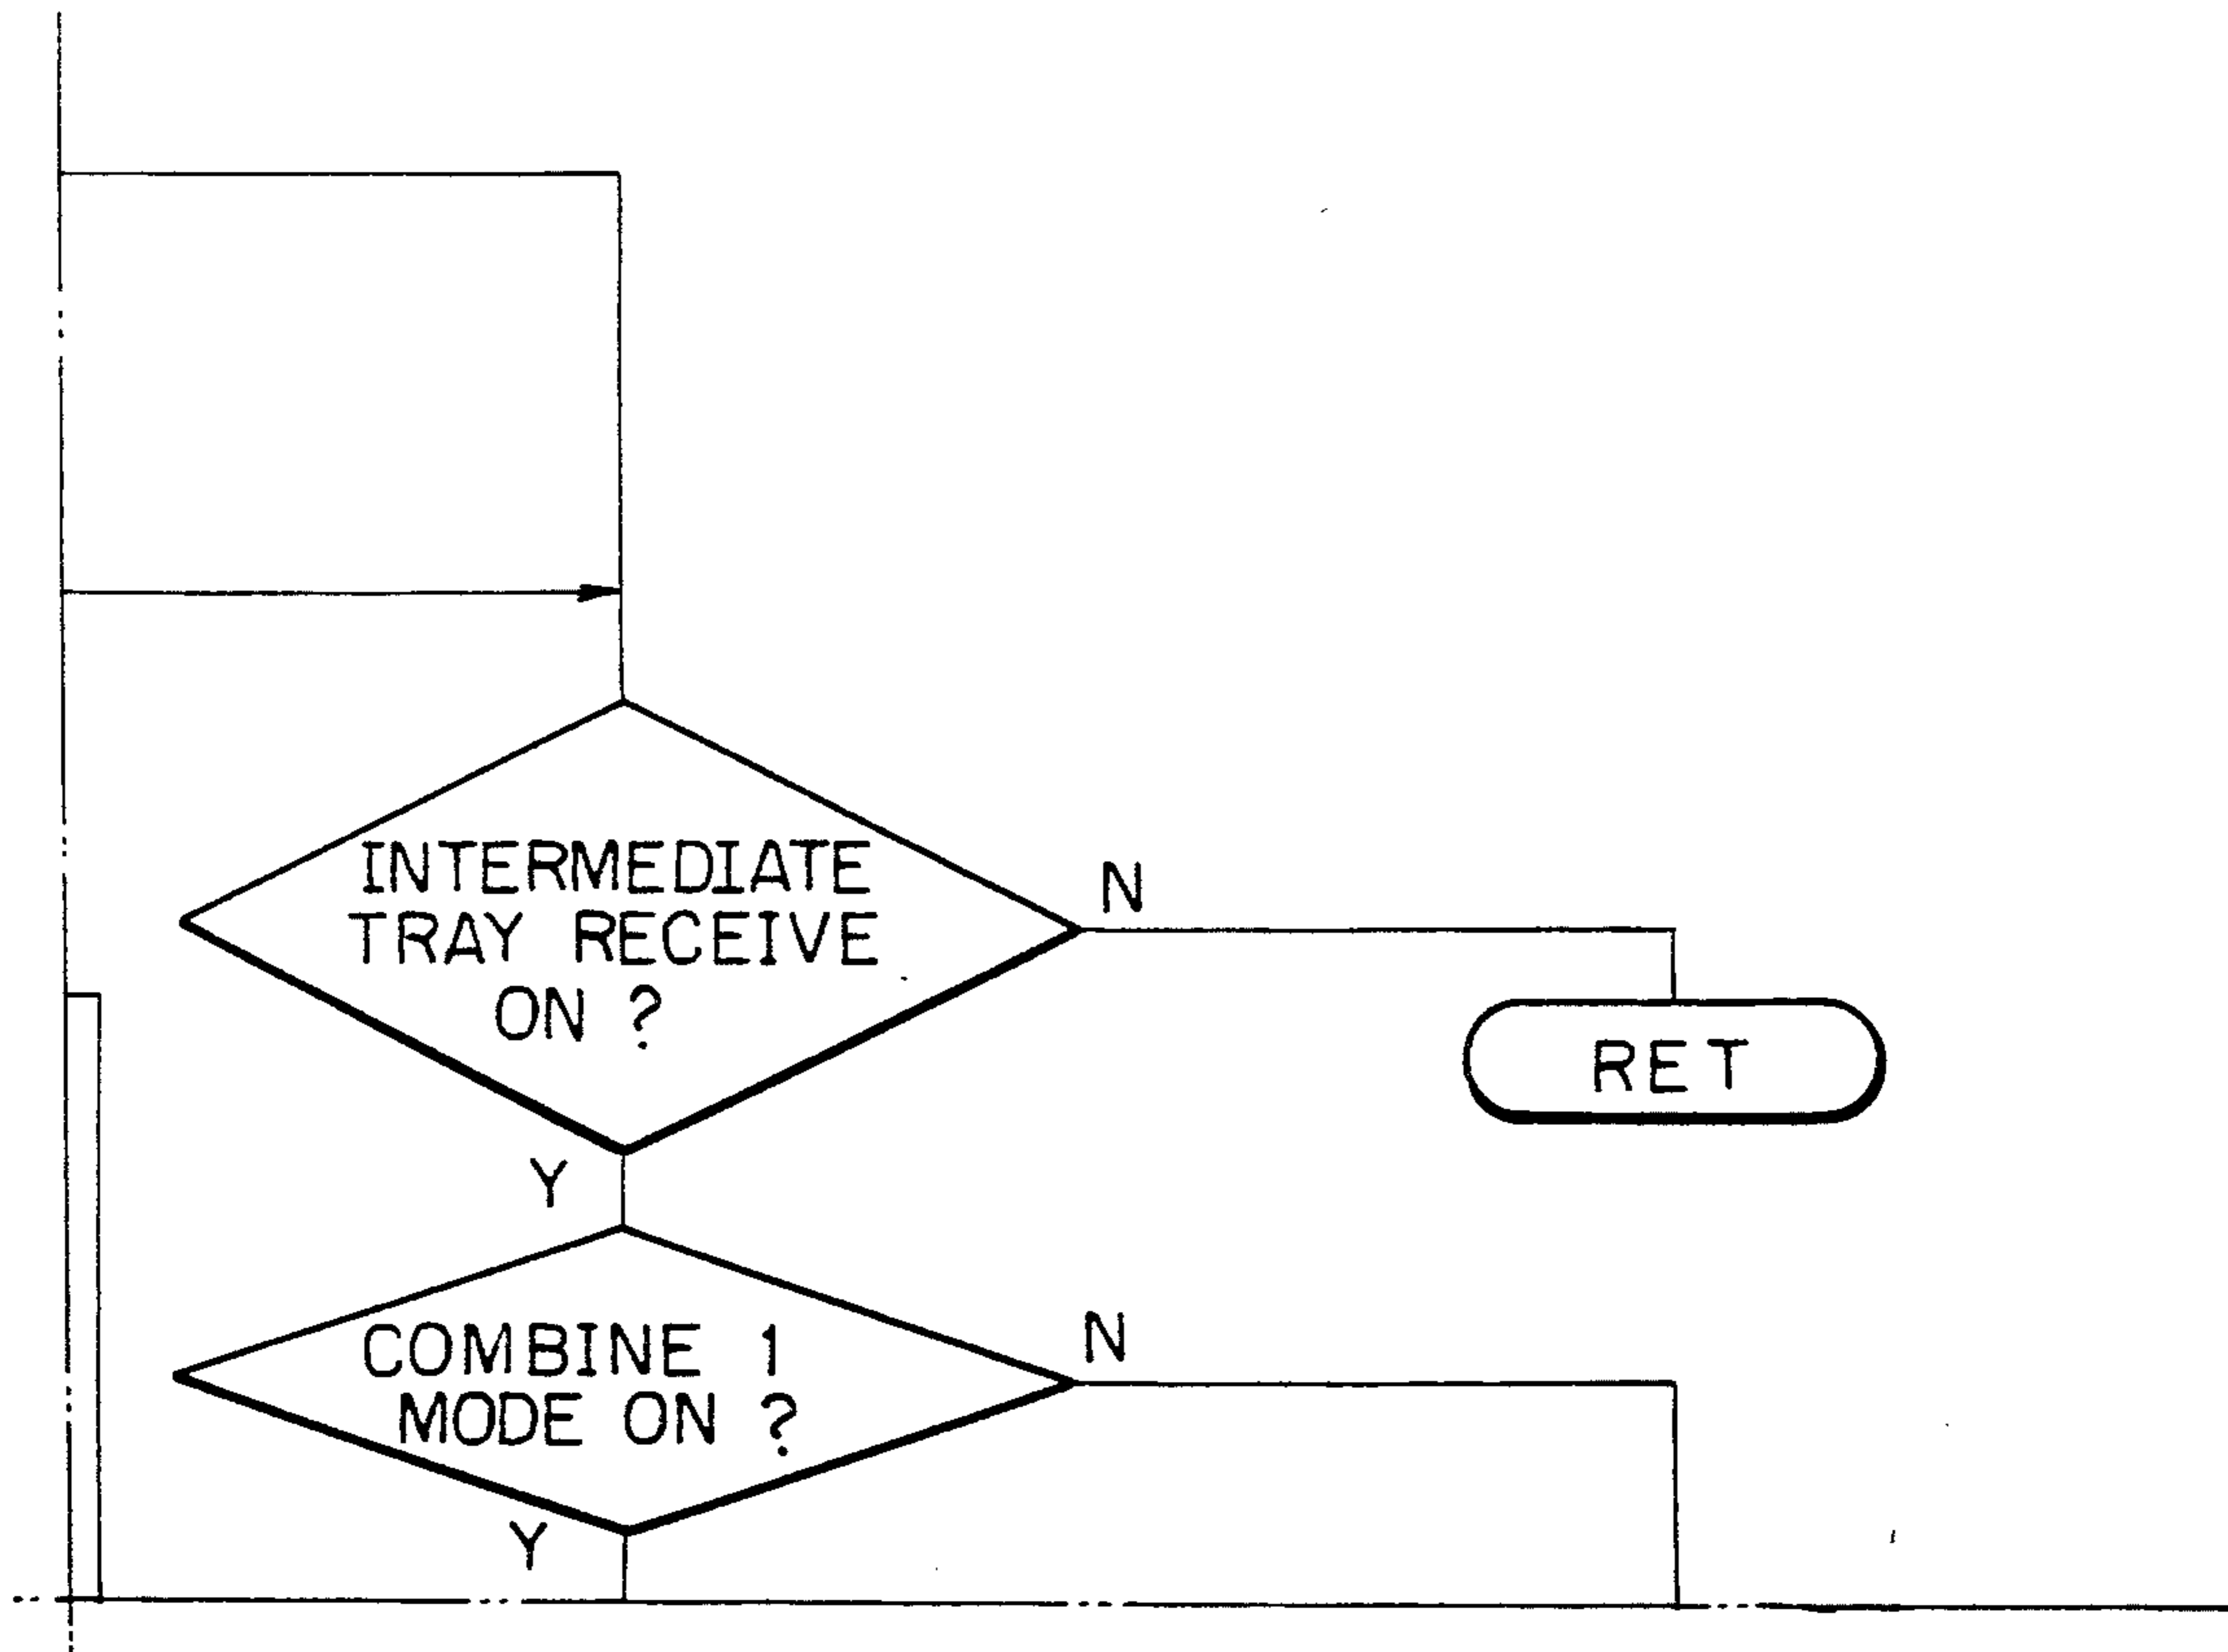 INTERMEDIATE
TRAY RECEIVE
ON ?
N
RET
Y
COMBINE 1
MODE ON ?
N
Y